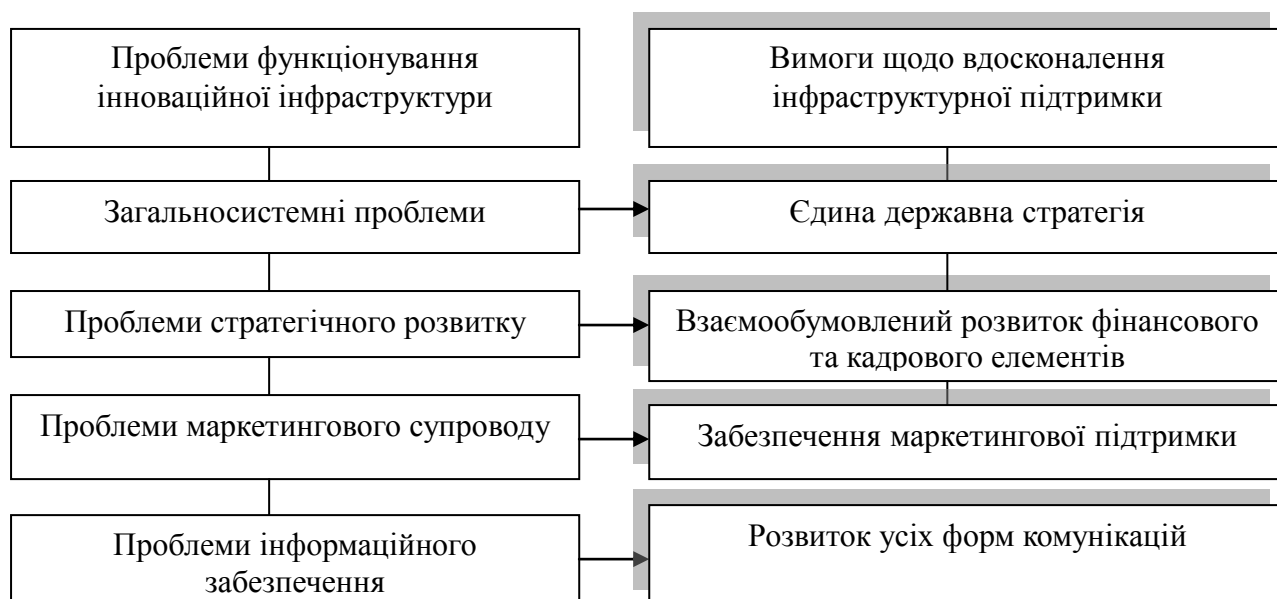 Проблеми функціонування
інноваційної інфраструктури
Вимоги щодо вдосконалення
інфраструктурної підтримки
Загальносистемні проблеми
Єдина державна стратегія
Проблеми стратегічного розвитку
Взаємообумовлений розвиток фінансового
та кадрового елементів
Проблеми маркетингового супроводу
Забезпечення маркетингової підтримки
Проблеми інформаційного
забезпечення
Розвиток усіх форм комунікацій